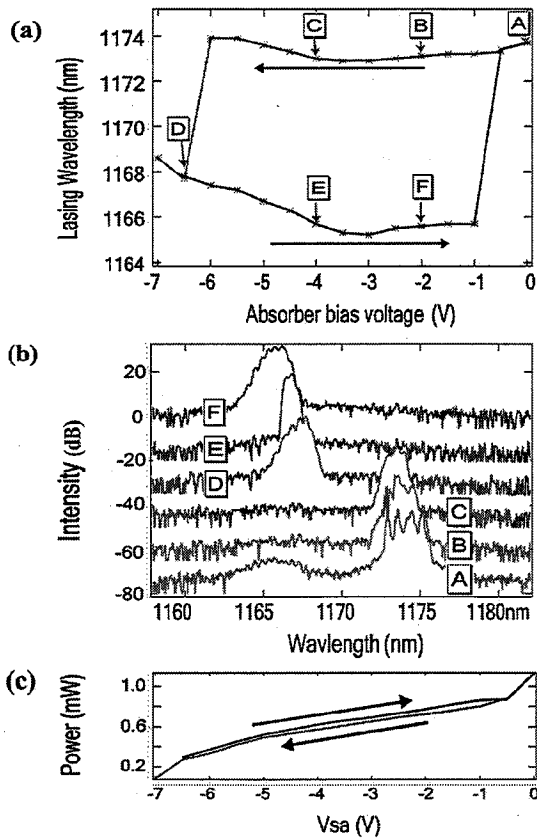 (a)
Lasing Wavelength (nm)
1174
1172
1170
1168
1166
1164
A
B
C
D
E
F
-7 -6 -5 -4 -3 -2 -1 0
Absorber bias voltage (V)
(b)
Intensity (dB)
20
0
-20
-40
-60
-80
F
E
D
C
B
A
1160 1165 1170 1175 1180nm
Wavlength (nm)
(c)
Power (mW)
1.0
0.6
0.2
-7 -6 -5 -4 -3 -2 -1 0
Vsa (V)